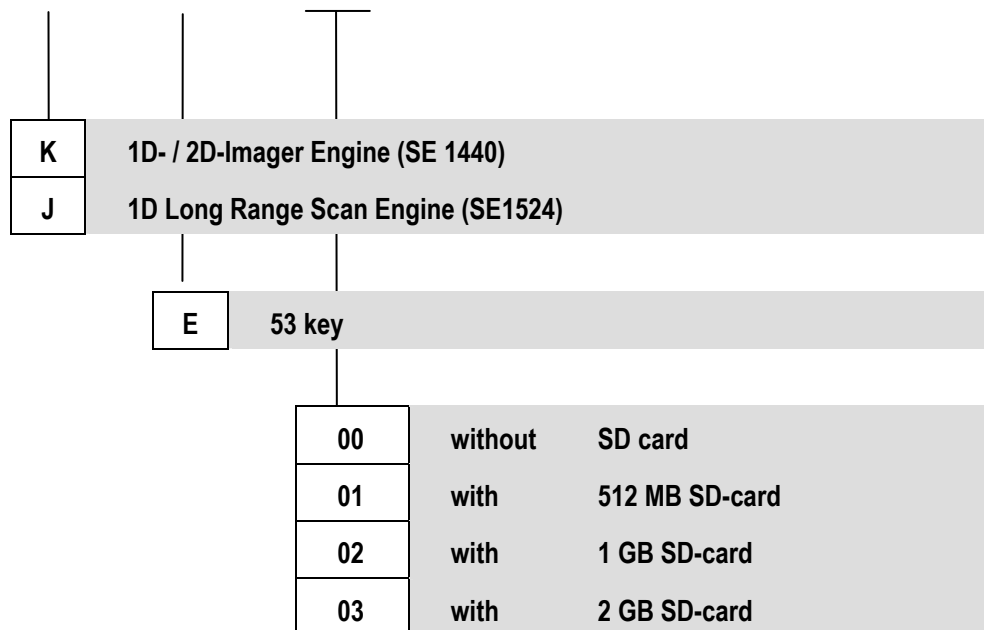 K 1D- / 2D-Imager Engine (SE 1440)
J 1D Long Range Scan Engine (SE1524)
E 53 key
00 without SD card
01 with 512 MB SD-card
02 with 1 GB SD-card
03 with 2 GB SD-card